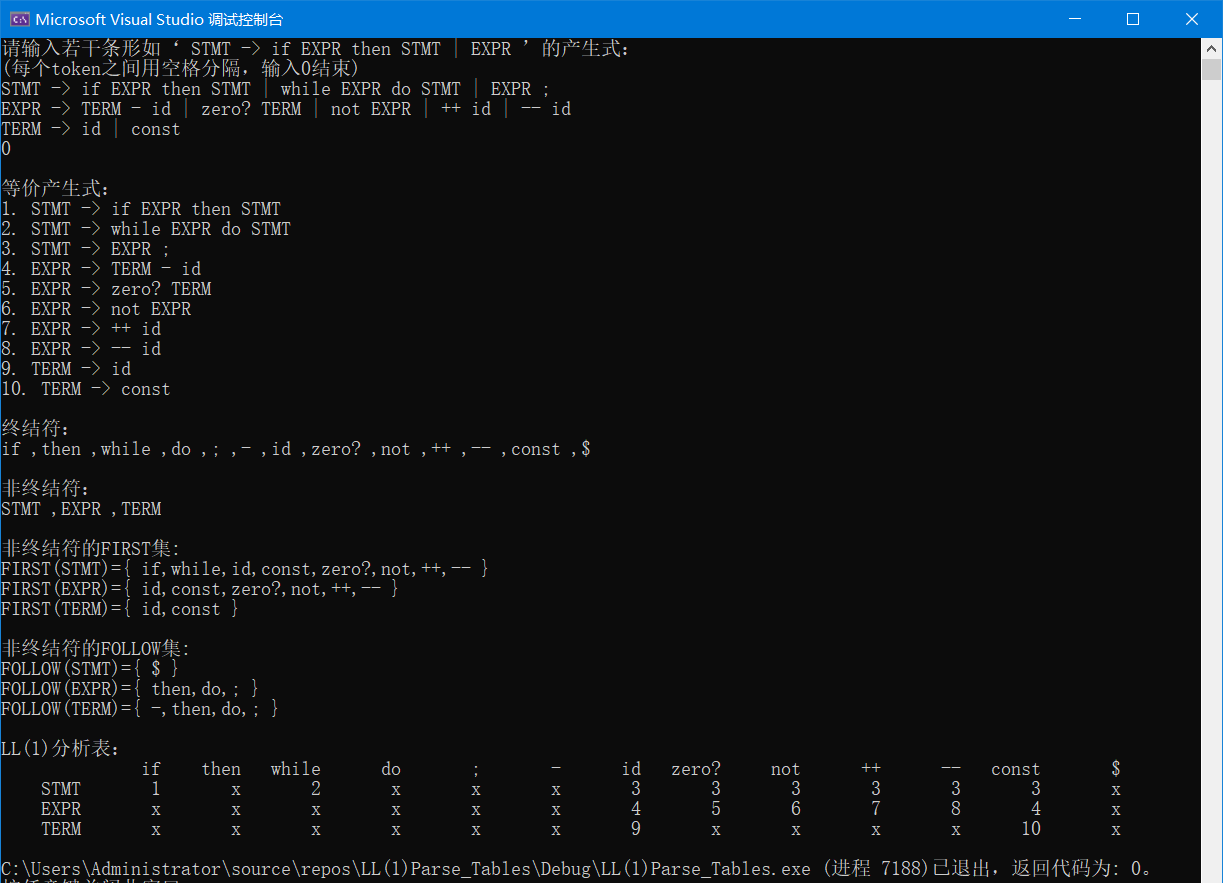 Microsoft Visual Studio 调试控制台
请输入若干条形如 ‘ STMT -> if EXPR then STMT | EXPR ’ 的产生式:
(每个token之间用空格分隔，输入0结束)
STMT -> if EXPR then STMT | while EXPR do STMT | EXPR ;
EXPR -> TERM - id | zero? TERM | not EXPR | ++ id | -- id
TERM -> id | const
0
等价产生式:
1. STMT -> if EXPR then STMT
2. STMT -> while EXPR do STMT
3. STMT -> EXPR ;
4. EXPR -> TERM - id
5. EXPR -> zero? TERM
6. EXPR -> not EXPR
7. EXPR -> ++ id
8. EXPR -> -- id
9. TERM -> id
10. TERM -> const
终结符:
if ,then ,while ,do ,; ,- ,id ,zero? ,not ,++ ,-- ,const ,$
非终结符:
STMT ,EXPR ,TERM
非终结符的FIRST集:
FIRST(STMT)={ if,while,id,const,zero?,not,++,-- }
FIRST(EXPR)={ id,const,zero?,not,++,-- }
FIRST(TERM)={ id,const }
非终结符的FOLLOW集:
FOLLOW(STMT)={ $ }
FOLLOW(EXPR)={ then,do,; }
FOLLOW(TERM)={ -,then,do,; }
LL(1)分析表:
if then while do ; - id zero? not ++ -- const $
STMT 1 x 2 x x x 3 3 3 3 3 3 x
EXPR x x x x x x 4 5 6 7 8 4 x
TERM x x x x x x 9 x x x x 10 x
C:\Users\Administrator\source\repos\LL(1)Parse_Tables\Debug\LL(1)Parse_Tables.exe (进程 7188)已退出，返回代码为: 0。